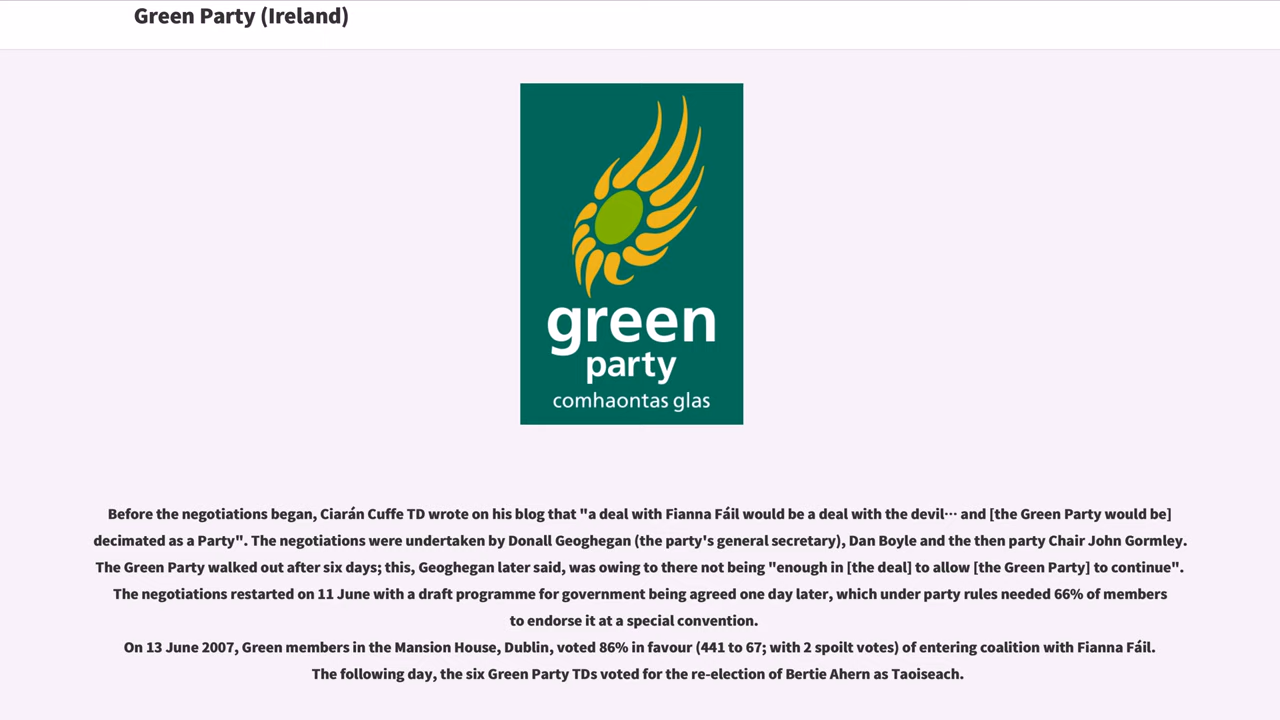 Green Party (Ireland)
green
party
comhaontas glas
Before the negotiations began, Ciarán Cuffe TD wrote on his blog that "a deal with Fianna Fáil would be a deal with the devil… and [the Green Party would be]
decimated as a Party". The negotiations were undertaken by Donall Geoghegan (the party's general secretary), Dan Boyle and the then party Chair John Gormley.
The Green Party walked out after six days; this, Geoghegan later said, was owing to there not being "enough in [the deal] to allow [the Green Party] to continue".
The negotiations restarted on 11 June with a draft programme for government being agreed one day later, which under party rules needed 66% of members
to endorse it at a special convention.
On 13 June 2007, Green members in the Mansion House, Dublin, voted 86% in favour (441 to 67; with 2 spoilt votes) of entering coalition with Fianna Fáil.
The following day, the six Green Party TDs voted for the re-election of Bertie Ahern as Taoiseach.